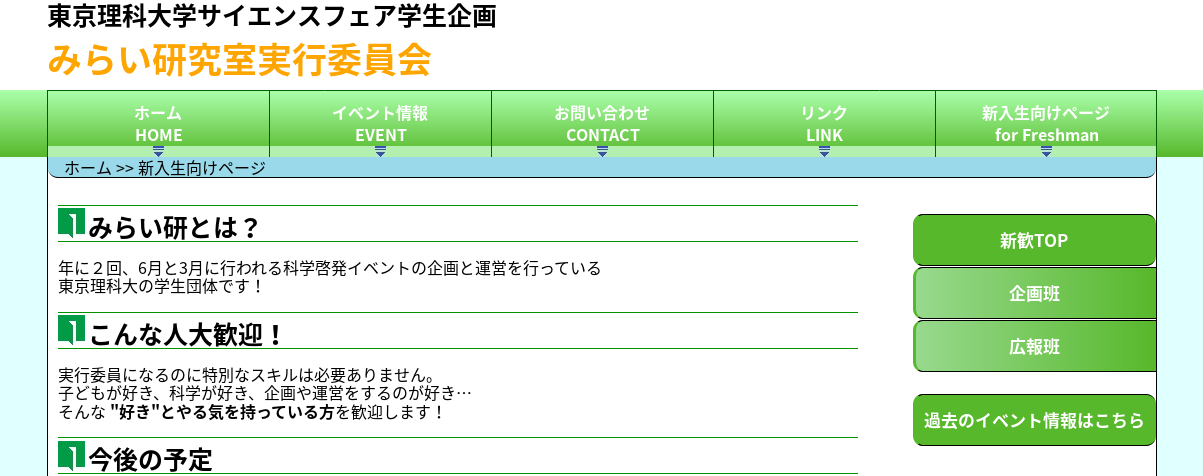 東京理科大学サイエンスフェア学生企画
みらい研究室実行委員会
ホーム
HOME
イベント情報
EVENT
お問い合わせ
CONTACT
リンク
LINK
新入生向けページ
for Freshman
ホーム >> 新入生向けページ
みらい研とは？
年に２回、6月と3月に行われる科学啓発イベントの企画と運営を行っている
東京理科大の学生団体です！
こんな人大歓迎！
実行委員になるのに特別なスキルは必要ありません。
子どもが好き、科学が好き、企画や運営をするのが好き…
そんな "好き"とやる気を持っている方を歓迎します！
今後の予定
新歓TOP
企画班
広報班
過去のイベント情報はこちら